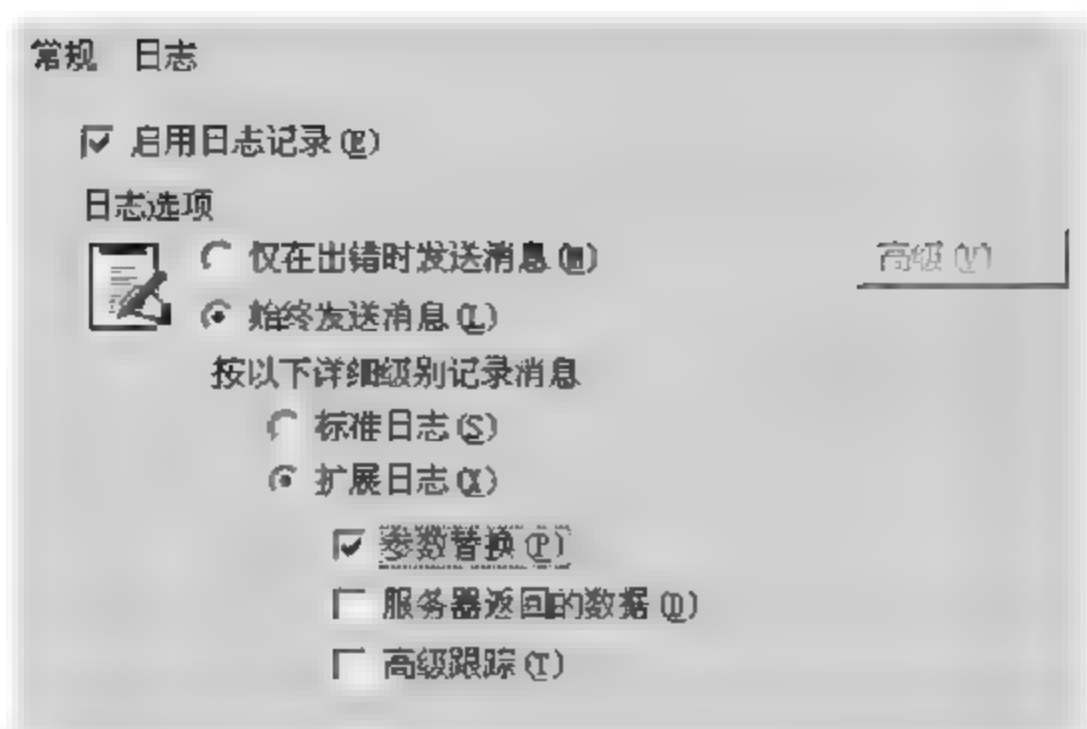 常规 日志
启用日志记录(E)
日志选项
仅在出错时发送消息(M)
高级(V)
始终发送消息(L)
按以下详细级别记录消息
标准日志(S)
扩展日志(X)
参数替换(P)
服务器返回的数据(D)
高级跟踪(T)